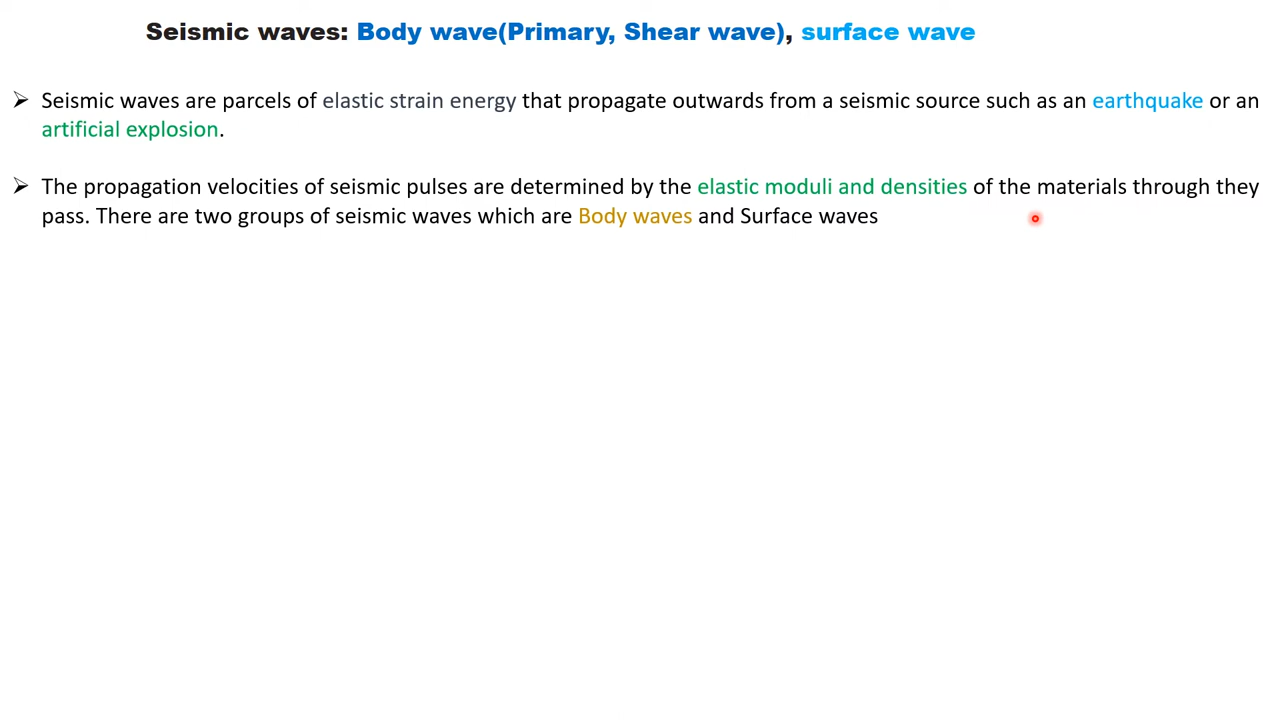 Seismic waves: Body wave(Primary, Shear wave), surface wave
➢ Seismic waves are parcels of elastic strain energy that propagate outwards from a seismic source such as an earthquake or an
artificial explosion.
➢ The propagation velocities of seismic pulses are determined by the elastic moduli and densities of the materials through they
pass. There are two groups of seismic waves which are Body waves and Surface waves